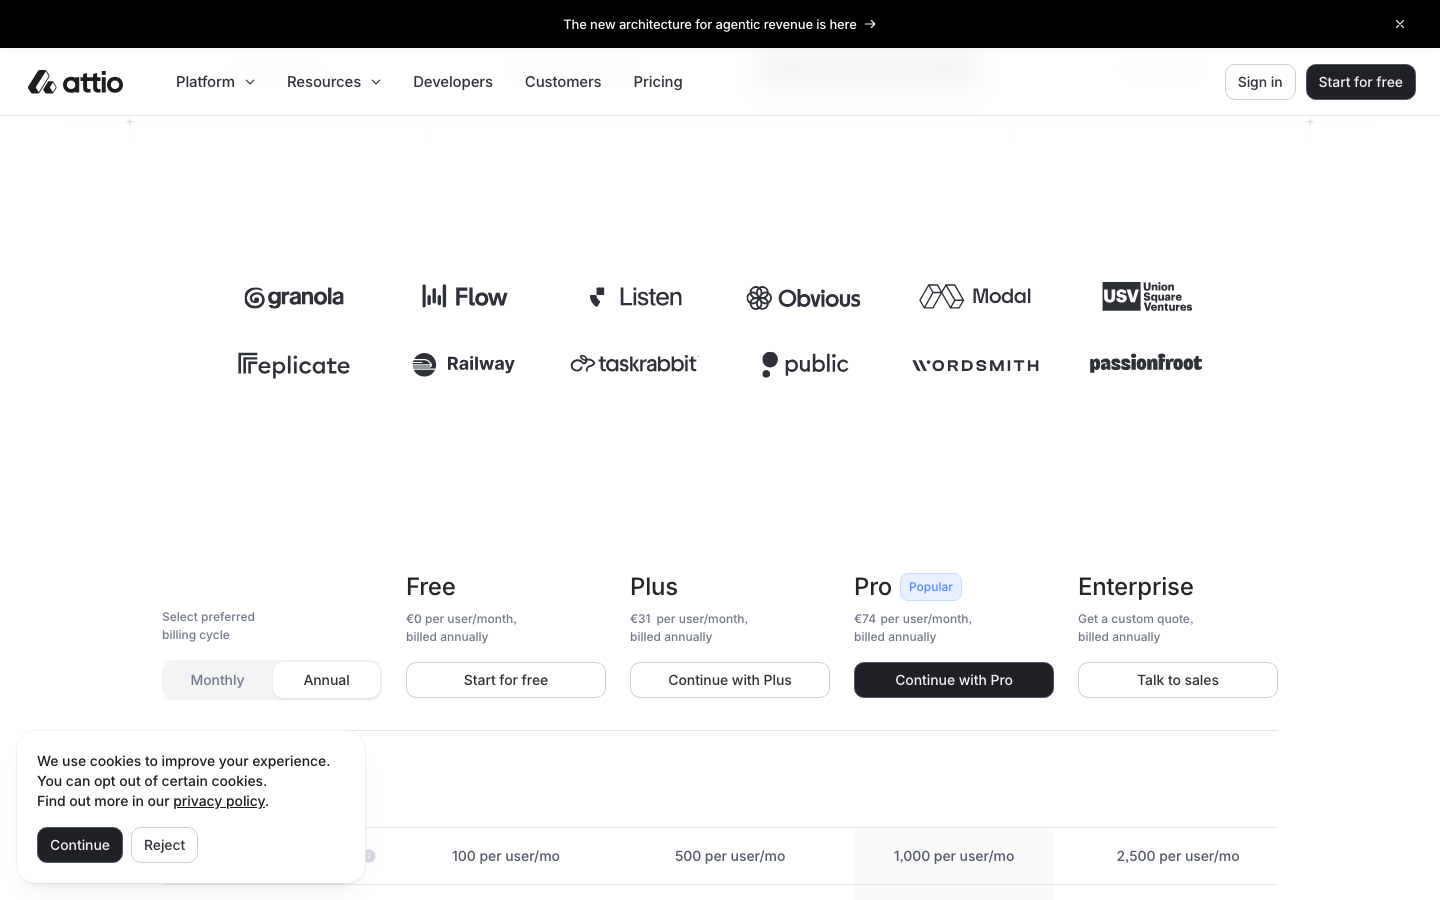 The new architecture for agentic revenue is here →
attio
Platform
Resources
Developers
Customers
Pricing
Sign in
Start for free
granola
Flow
Listen
Obvious
Modal
USV Union Square Ventures
replicate
Railway
taskrabbit
public
WORDSMITH
passionfroot
Select preferred
billing cycle
Monthly
Annual
Free
€0 per user/month,
billed annually
Start for free
Plus
€31 per user/month,
billed annually
Continue with Plus
Pro
Popular
€74 per user/month,
billed annually
Continue with Pro
Enterprise
Get a custom quote,
billed annually
Talk to sales
We use cookies to improve your experience.
You can opt out of certain cookies.
Find out more in our privacy policy.
Continue
Reject
100 per user/mo
500 per user/mo
1,000 per user/mo
2,500 per user/mo